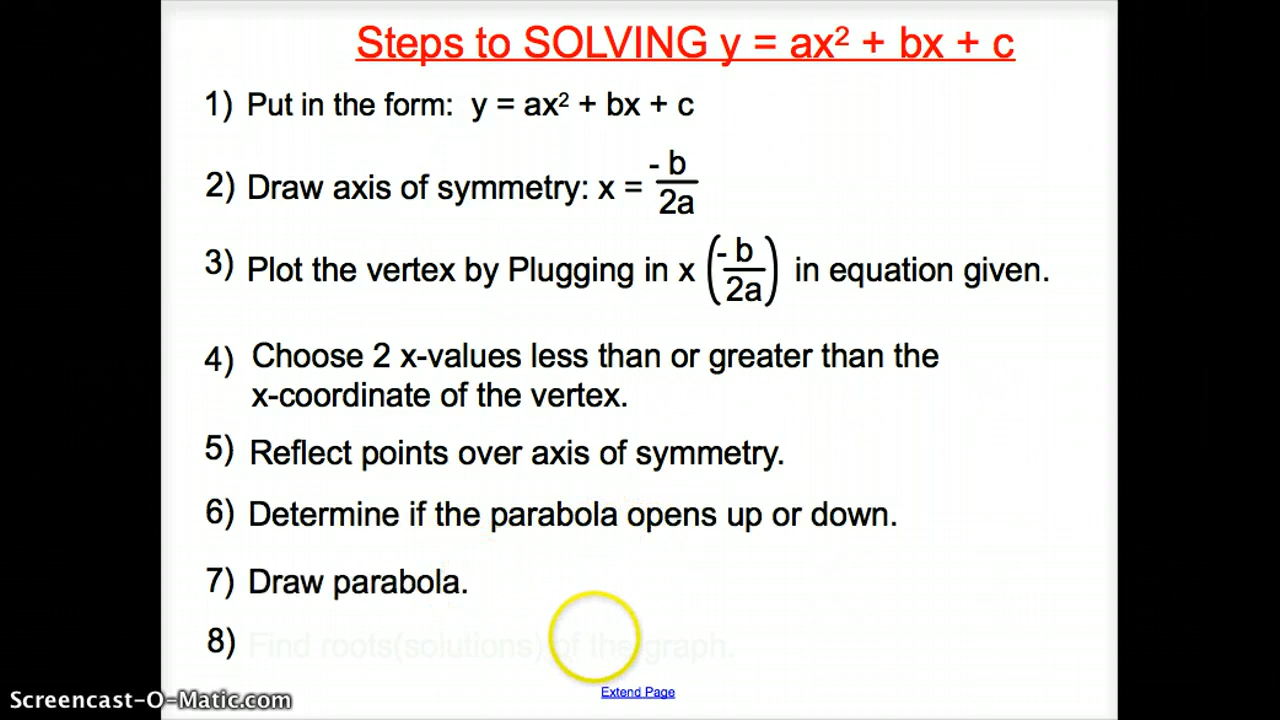 Steps to SOLVING y = ax² + bx + c
1) Put in the form: y = ax² + bx + c
2) Draw axis of symmetry: x = -b/2a
3) Plot the vertex by Plugging in x (-b/2a) in equation given.
4) Choose 2 x-values less than or greater than the
x-coordinate of the vertex.
5) Reflect points over axis of symmetry.
6) Determine if the parabola opens up or down.
7) Draw parabola.
8) Find roots(solutions) of the graph.
Extend Page
Screencast-O-Matic.com